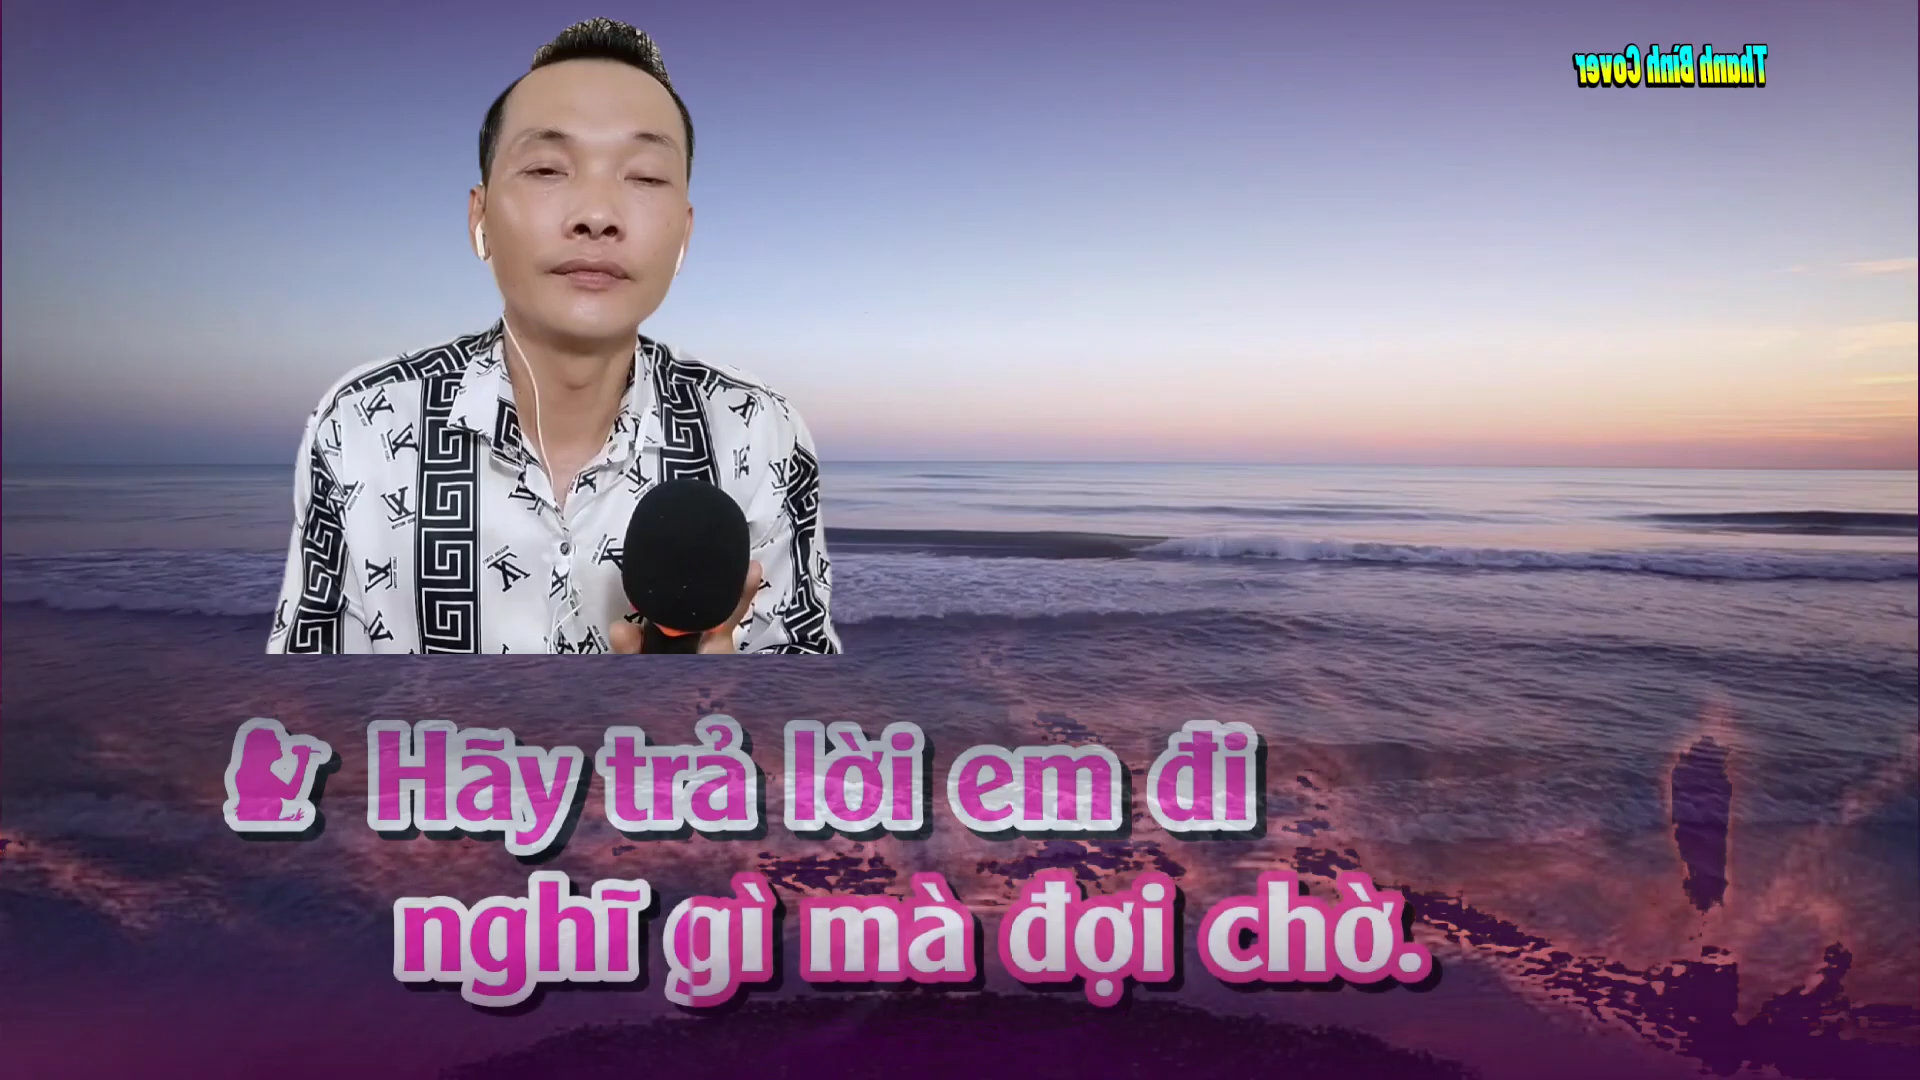 Thanh Bình Cover
Hãy trả lời em đi
nghĩ gì mà đợi chờ.